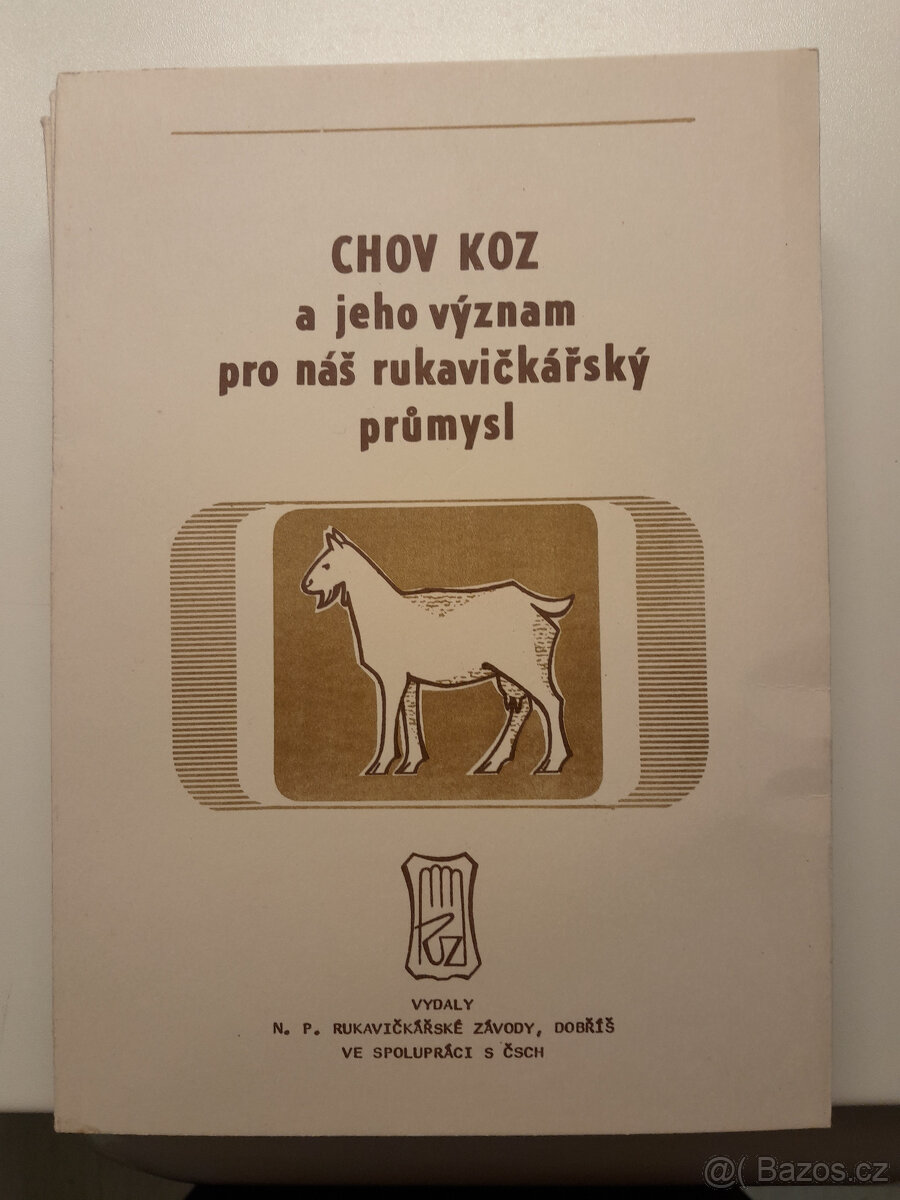 CHOV KOZ
a jeho význam
pro náš rukavičkářský
průmysl
RZ
VYDALY
N. P. RUKAVIČKÁŘSKÉ ZÁVODY, DOBŘÍŠ
VE SPOLUPRÁCI S ČSCH
@( Bazos.cz